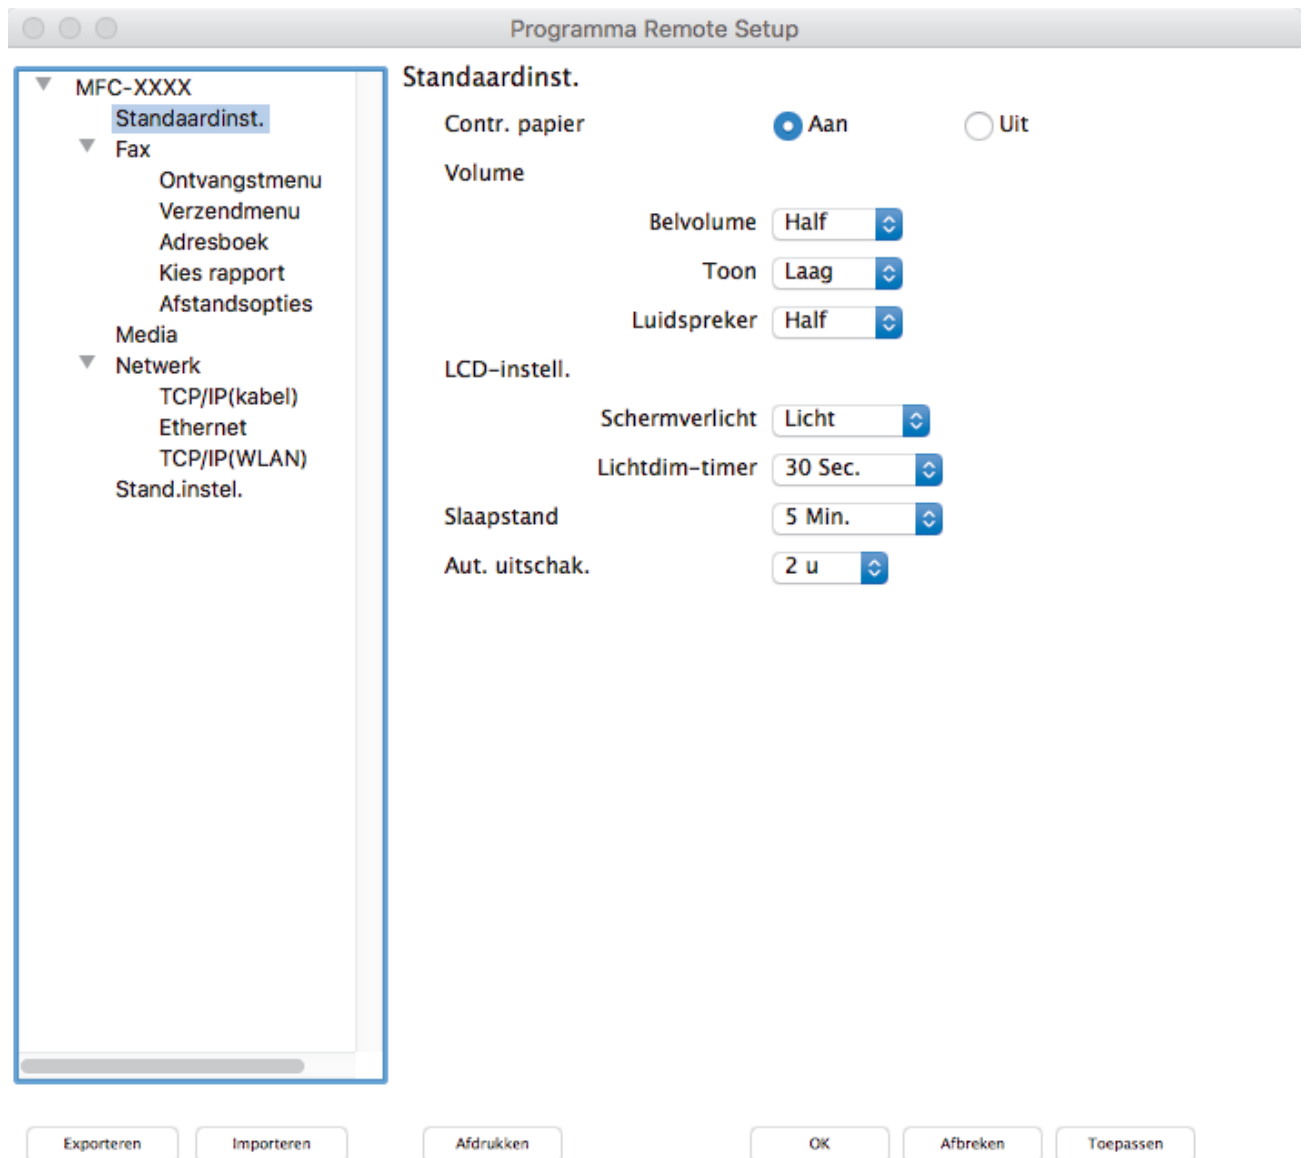 Programma Remote Setup
MFC-XXXX
Standaardinst.
Fax
Ontvangstmenu
Verzendmenu
Adresboek
Kies rapport
Afstandsopties
Media
Netwerk
TCP/IP(kabel)
Ethernet
TCP/IP(WLAN)
Stand.instel.
Standaardinst.
Contr. papier Aan Uit
Volume
Belvolume Half
Toon Laag
Luidspreker Half
LCD-instell.
Schermverlicht Licht
Lichtdim-timer 30 Sec.
Slaapstand 5 Min.
Aut. uitschak. 2 u
Exporteren Importeren Afdrukken OK Afbreken Toepassen